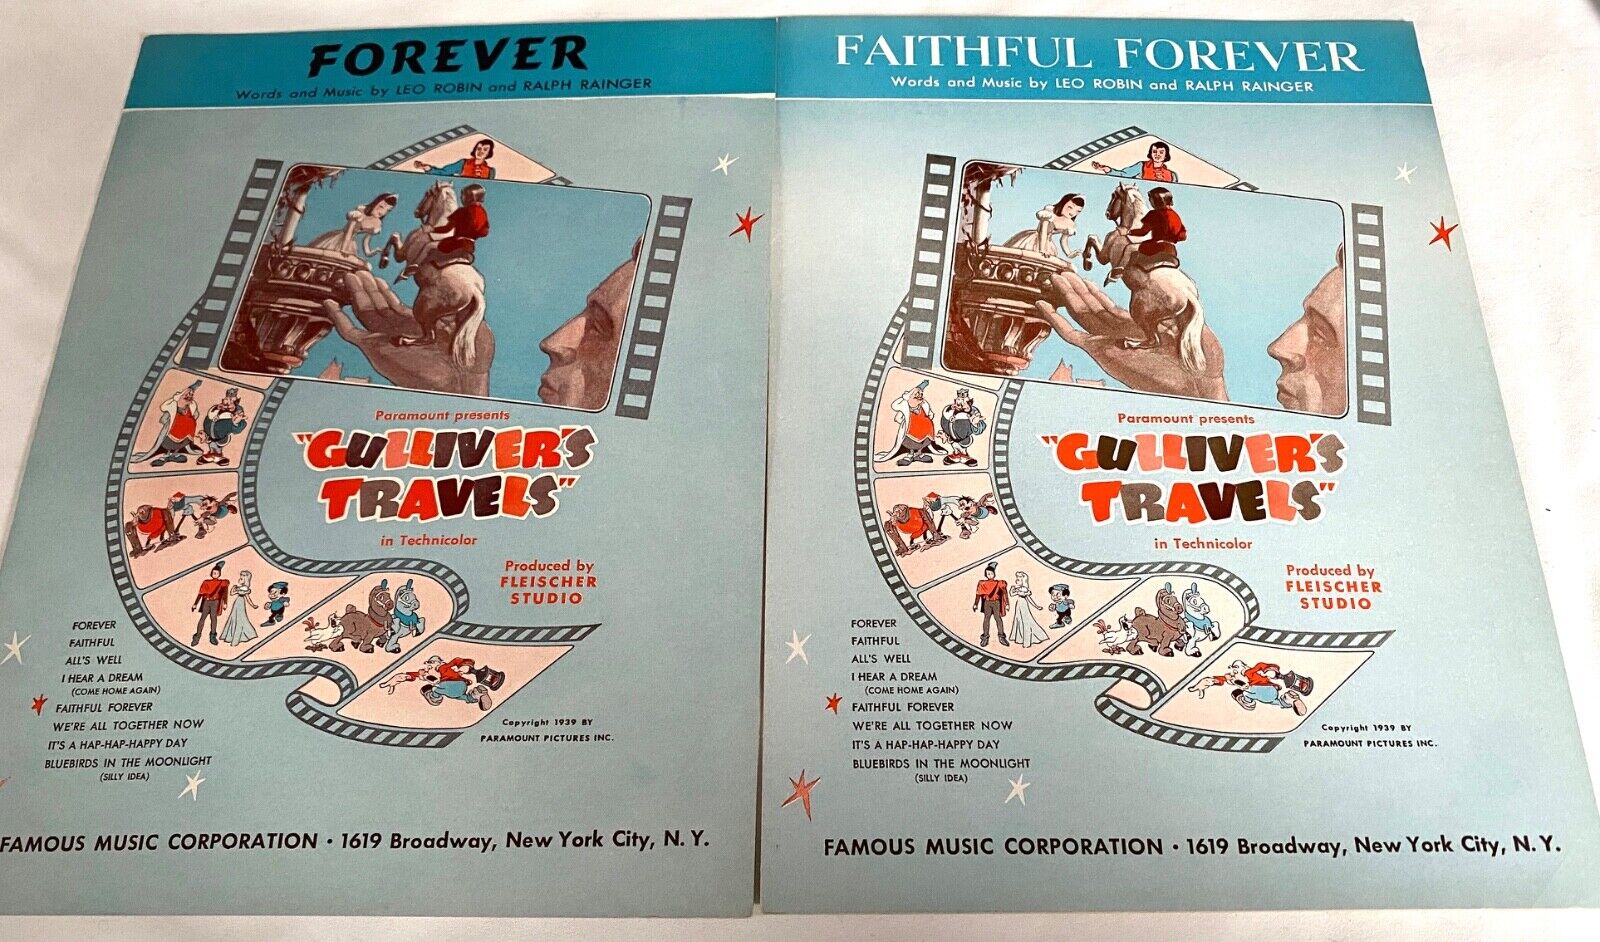 FOREVER
Words and Music by LEO ROBIN and RALPH RAINGER
Paramount presents
"GULLIVER'S
TRAVELS"
in Technicolor
Produced by
FLEISCHER
STUDIO
FOREVER
FAITHFUL
ALL'S WELL
I HEAR A DREAM
(COME HOME AGAIN)
FAITHFUL FOREVER
WE'RE ALL TOGETHER NOW
IT'S A HAP-HAP-HAPPY DAY
BLUEBIRDS IN THE MOONLIGHT
(SILLY IDEA)
Copyright 1939 BY
PARAMOUNT PICTURES INC.
FAMOUS MUSIC CORPORATION • 1619 Broadway, New York City, N. Y.
FAITHFUL FOREVER
Words and Music by LEO ROBIN and RALPH RAINGER
Paramount presents
"GULLIVER'S
TRAVELS"
in Technicolor
Produced by
FLEISCHER
STUDIO
FOREVER
FAITHFUL
ALL'S WELL
I HEAR A DREAM
(COME HOME AGAIN)
FAITHFUL FOREVER
WE'RE ALL TOGETHER NOW
IT'S A HAP-HAP-HAPPY DAY
BLUEBIRDS IN THE MOONLIGHT
(SILLY IDEA)
Copyright 1939 BY
PARAMOUNT PICTURES INC.
FAMOUS MUSIC CORPORATION • 1619 Broadway, New York City, N. Y.